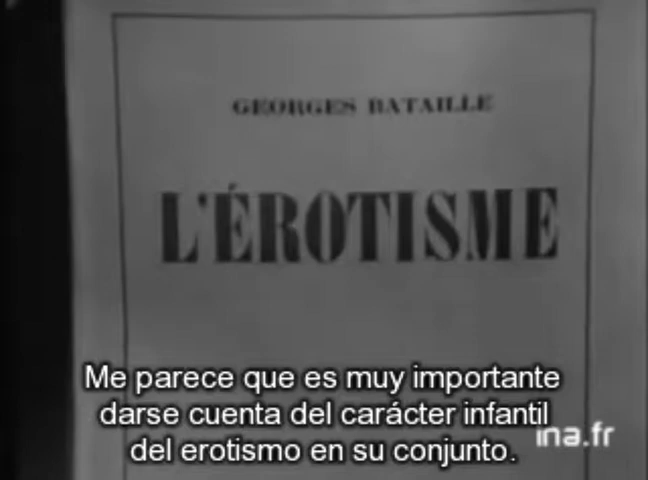 GEORGES BATAILLE
L'ÉROTISME
Me parece que es muy importante
darse cuenta del carácter infantil
del erotismo en su conjunto.
ina.fr